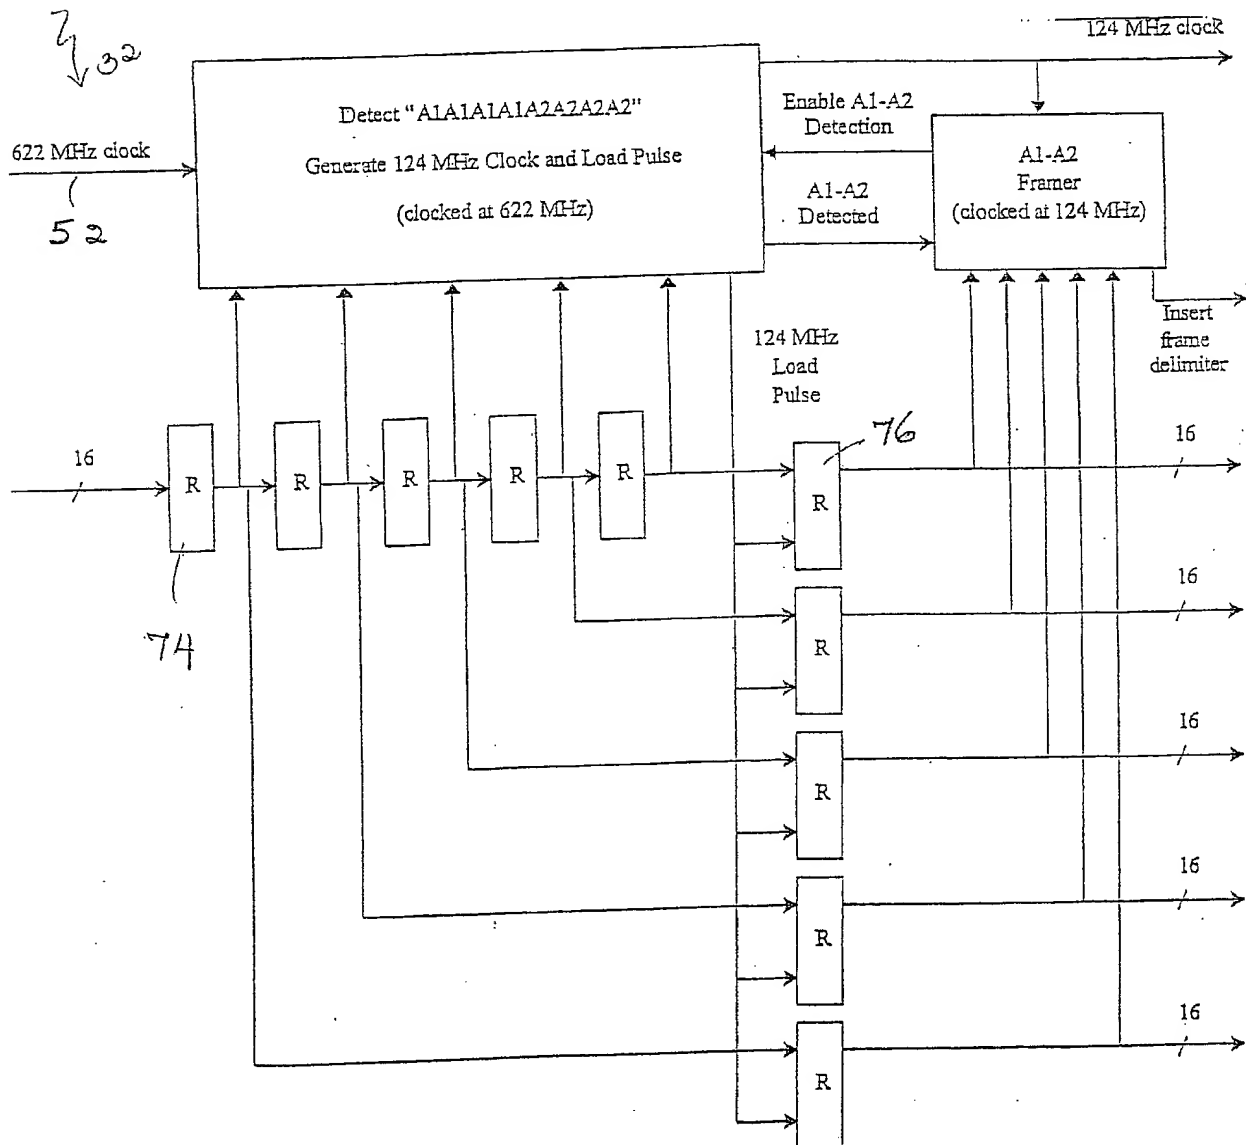 32
124 MHz clock
622 MHz clock
52
Detect "A1A1A1A1A2A2A2A2"
Generate 124 MHz Clock and Load Pulse
(clocked at 622 MHz)
Enable A1-A2
Detection
A1-A2
Detected
A1-A2
Framer
(clocked at 124 MHz)
Insert
frame
delimiter
124 MHz
Load
Pulse
16
R
R
R
R
R
74
76
R
16
R
16
R
16
R
16
R
16